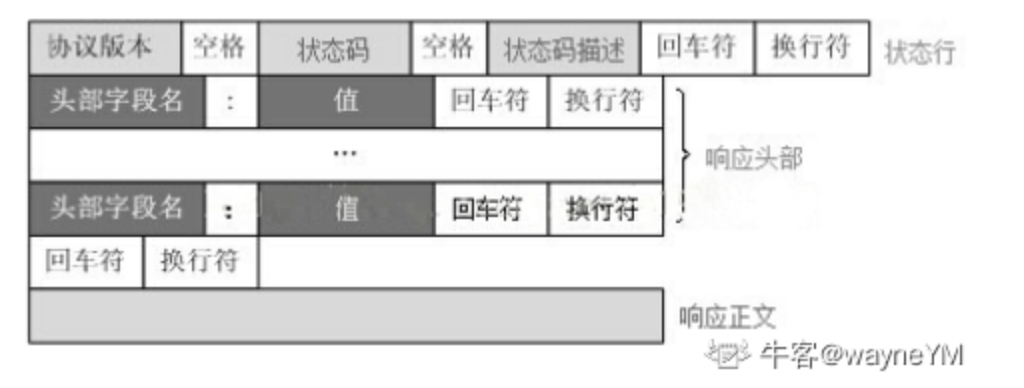 协议版本 空格 状态码 空格 状态码描述 回车符 换行符 状态行
头部字段名 : 值 回车符 换行符
...
响应头部
头部字段名 : 值 回车符 换行符
回车符 换行符
响应正文
牛客@wayneYM